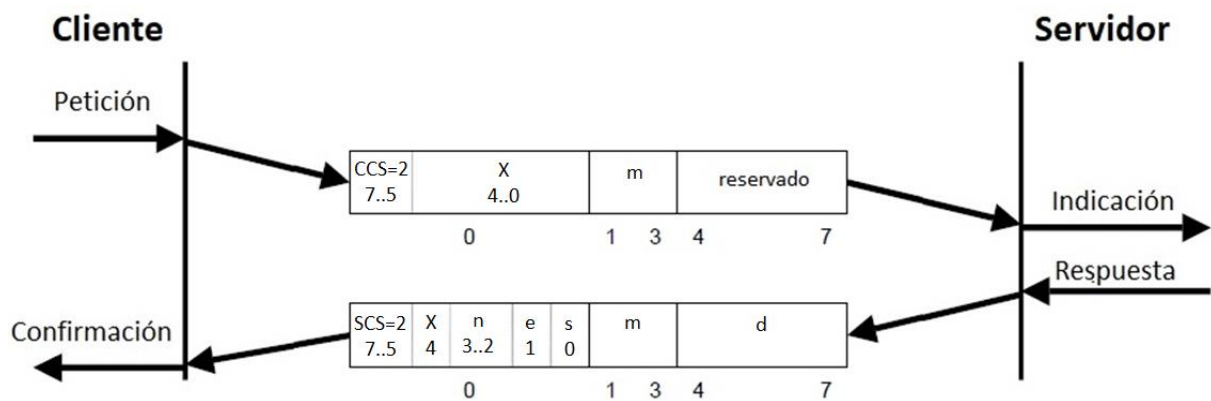 Cliente
Servidor
Petición
CCS=2 X m reservado
7..5 4..0
0 1 3 4 7
Indicación
Respuesta
Confirmación
SCS=2 X n e s m d
7..5 4 3..2 1 0
0 1 3 4 7